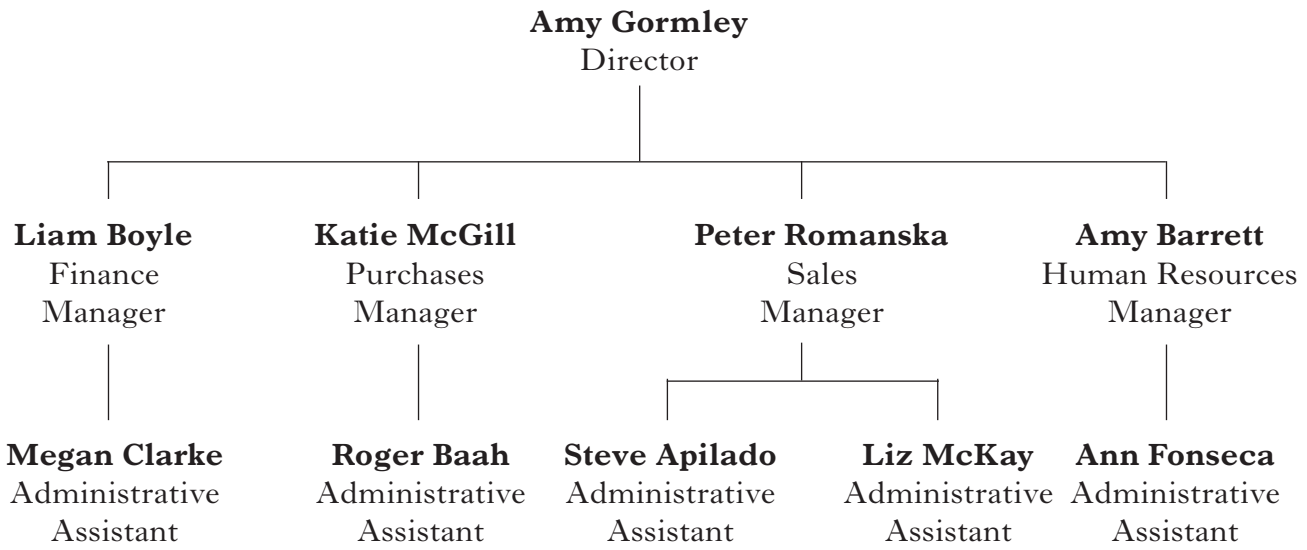 Amy Gormley
Director
Liam Boyle
Finance
Manager
Katie McGill
Purchases
Manager
Peter Romanska
Sales
Manager
Amy Barrett
Human Resources
Manager
Megan Clarke
Administrative
Assistant
Roger Baah
Administrative
Assistant
Steve Apilado
Administrative
Assistant
Liz McKay
Administrative
Assistant
Ann Fonseca
Administrative
Assistant